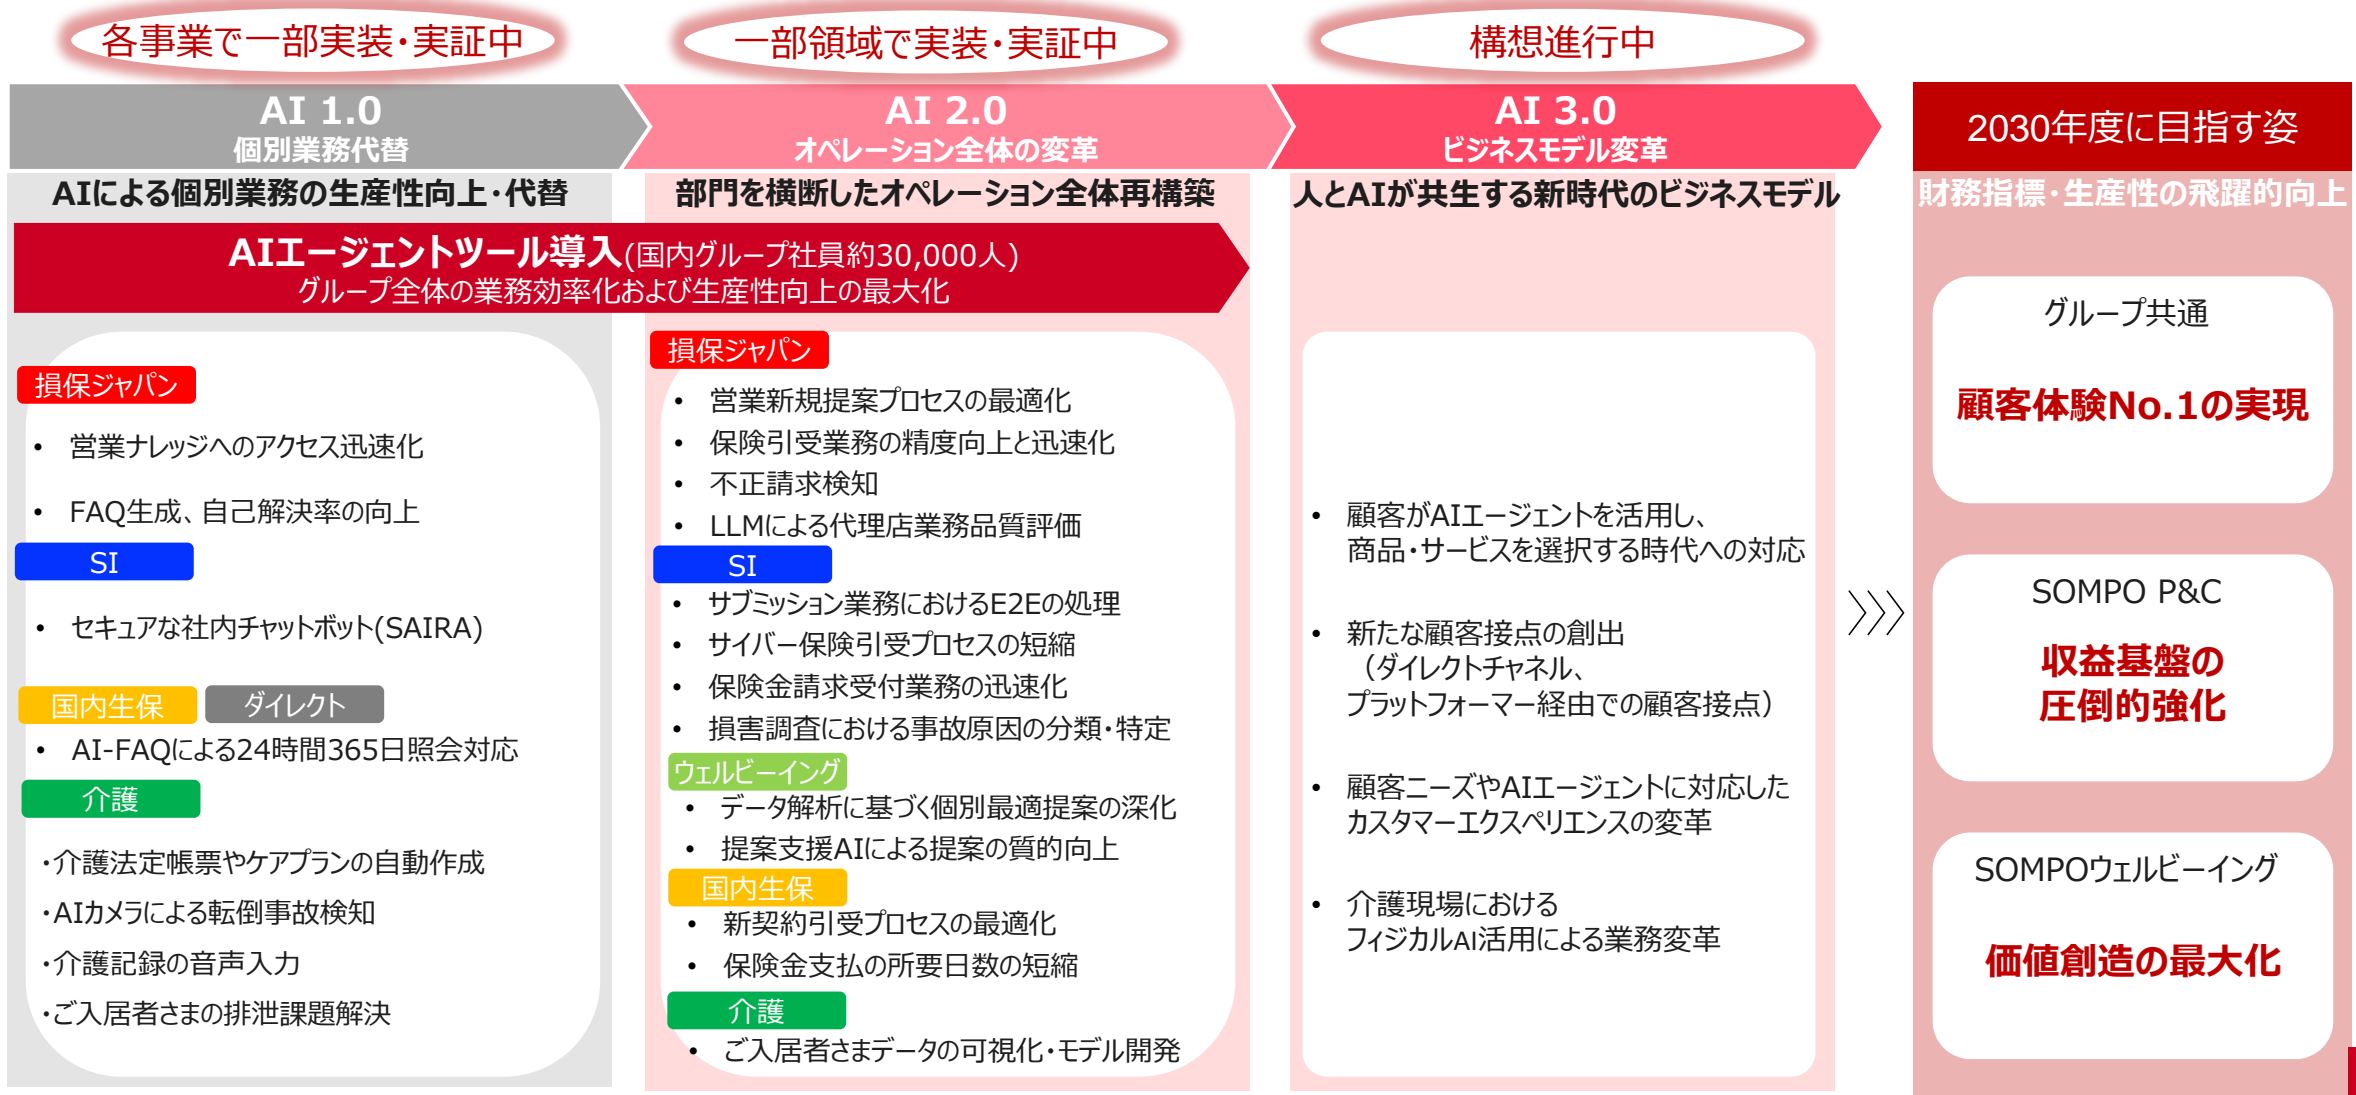 各事業で一部実装・実証中
一部領域で実装・実証中
構想進行中
AI 1.0
個別業務代替
AI 2.0
オペレーション全体の変革
AI 3.0
ビジネスモデル変革
2030年度に目指す姿
AIによる個別業務の生産性向上・代替
部門を横断したオペレーション全体再構築
人とAIが共生する新時代のビジネスモデル
財務指標・生産性の飛躍的向上
AIエージェントツール導入(国内グループ社員約30,000人)
グループ全体の業務効率化および生産性向上の最大化
損保ジャパン
• 営業ナレッジへのアクセス迅速化
• FAQ生成、自己解決率の向上
SI
• セキュアな社内チャットボット(SAIRA)
国内生保 ダイレクト
• AI-FAQによる24時間365日照会対応
介護
・介護法定帳票やケアプランの自動作成
・AIカメラによる転倒事故検知
・介護記録の音声入力
・ご入居者さまの排泄課題解決
損保ジャパン
• 営業新規提案プロセスの最適化
• 保険引受業務の精度向上と迅速化
• 不正請求検知
• LLMによる代理店業務品質評価
SI
• サブミッション業務におけるE2Eの処理
• サイバー保険引受プロセスの短縮
• 保険金請求受付業務の迅速化
• 損害調査における事故原因の分類・特定
ウェルビーイング
• データ解析に基づく個別最適提案の深化
• 提案支援AIによる提案の質的向上
国内生保
• 新契約引受プロセスの最適化
• 保険金支払の所要日数の短縮
介護
• ご入居者さまデータの可視化・モデル開発
• 顧客がAIエージェントを活用し、
商品・サービスを選択する時代への対応
• 新たな顧客接点の創出
（ダイレクトチャネル、
プラットフォーマー経由での顧客接点）
• 顧客ニーズやAIエージェントに対応した
カスタマーエクスペリエンスの変革
• 介護現場における
フィジカルAI活用による業務変革
グループ共通
顧客体験No.1の実現
SOMPO P&C
収益基盤の
圧倒的強化
SOMPOウェルビーイング
価値創造の最大化